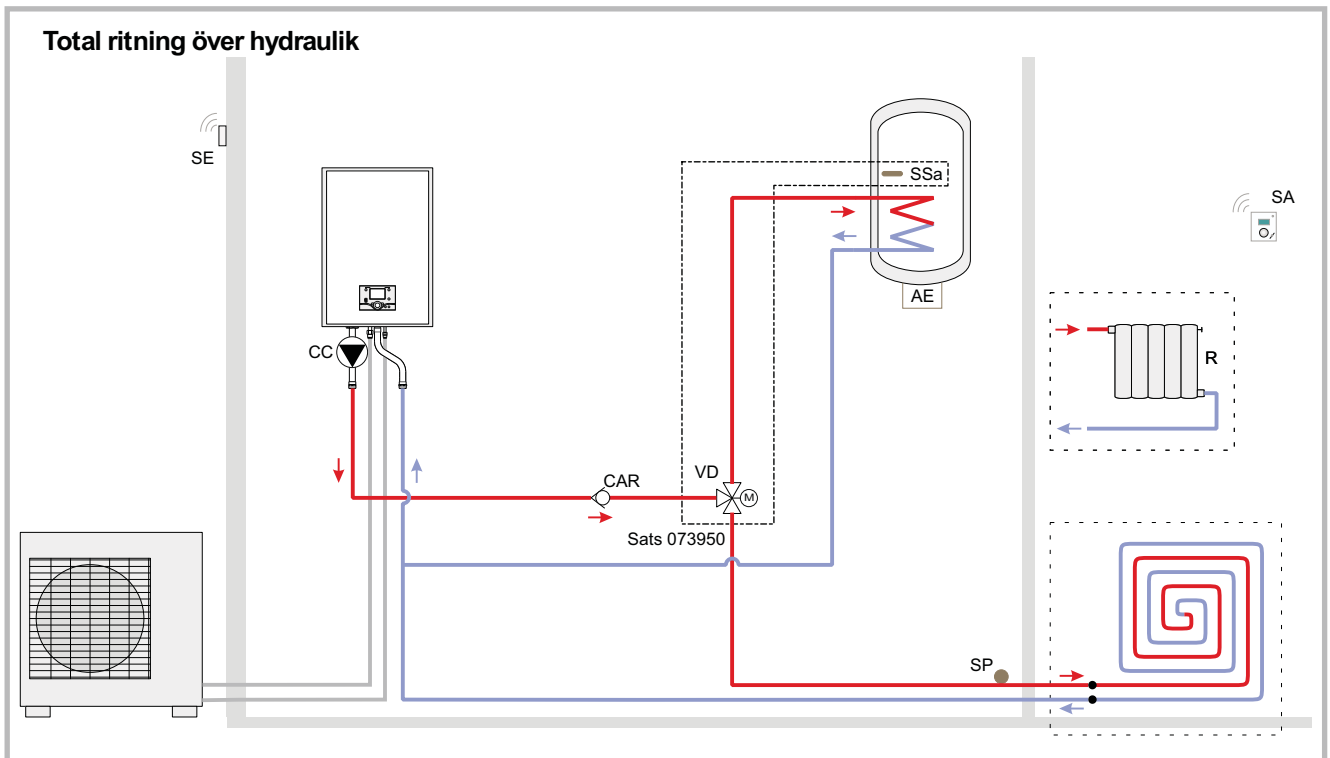 Total ritning över hydraulik
SE
SSa
SA
AE
R
CC
VD
CAR
M
Sats 073950
SP